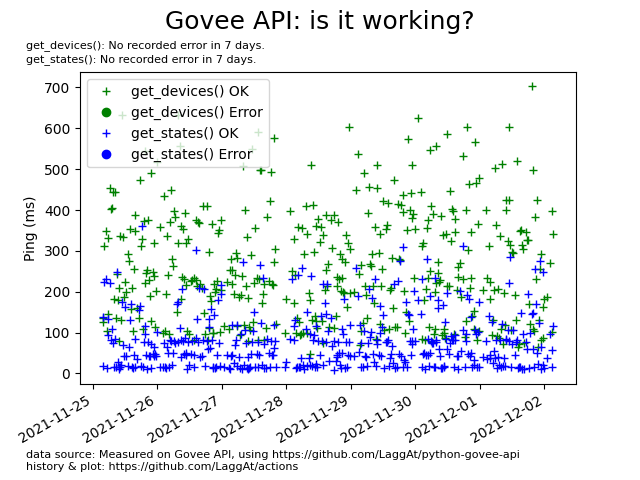 Govee API: is it working?
get_devices(): No recorded error in 7 days.
get_states(): No recorded error in 7 days.
get_devices() OK
get_devices() Error
get_states() OK
get_states() Error
Ping (ms)
700
600
500
400
300
200
100
0
2021-11-25
2021-11-26
2021-11-27
2021-11-28
2021-11-29
2021-11-30
2021-12-01
2021-12-02
data source: Measured on Govee API, using https://github.com/LaggAt/python-govee-api
history & plot: https://github.com/LaggAt/actions